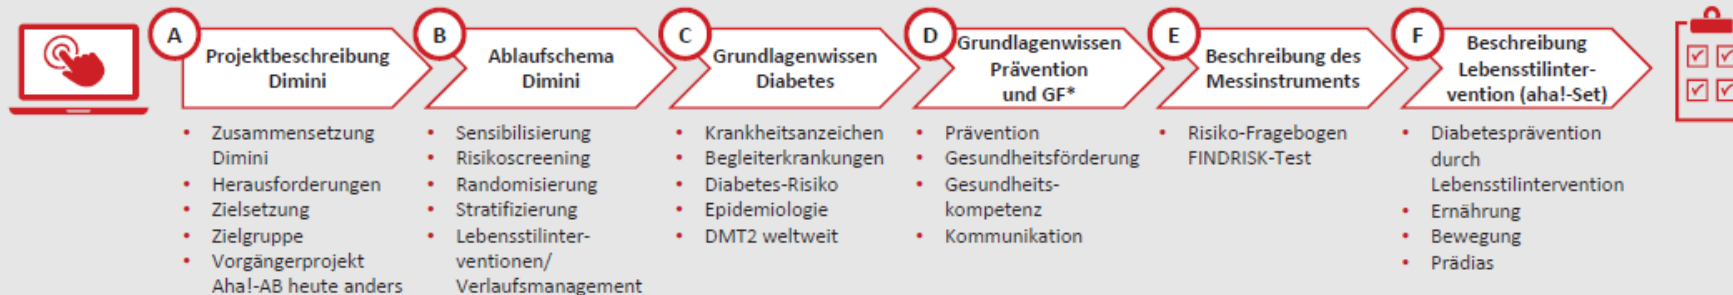 A
Projektbeschreibung
Dimini
• Zusammensetzung
Dimini
• Herausforderungen
• Zielsetzung
• Zielgruppe
• Vorgängerprojekt
Aha!-AB heute anders
B
Ablaufschema
Dimini
• Sensibilisierung
• Risikoscreening
• Randomisierung
• Stratifizierung
• Lebensstilinter-
ventionen/
Verlaufsmanagement
C
Grundlagenwissen
Diabetes
• Krankheitsanzeichen
• Begleiterkrankungen
• Diabetes-Risiko
• Epidemiologie
• DMT2 weltweit
D
Grundlagenwissen
Prävention
und GF*
• Prävention
• Gesundheitsförderung
• Gesundheits-
kompetenz
• Kommunikation
E
Beschreibung des
Messinstruments
• Risiko-Fragebogen
FINDRISK-Test
F
Beschreibung
Lebensstilinter-
vention (aha!-Set)
• Diabetesprävention
durch
Lebensstilintervention
• Ernährung
• Bewegung
• Prädias